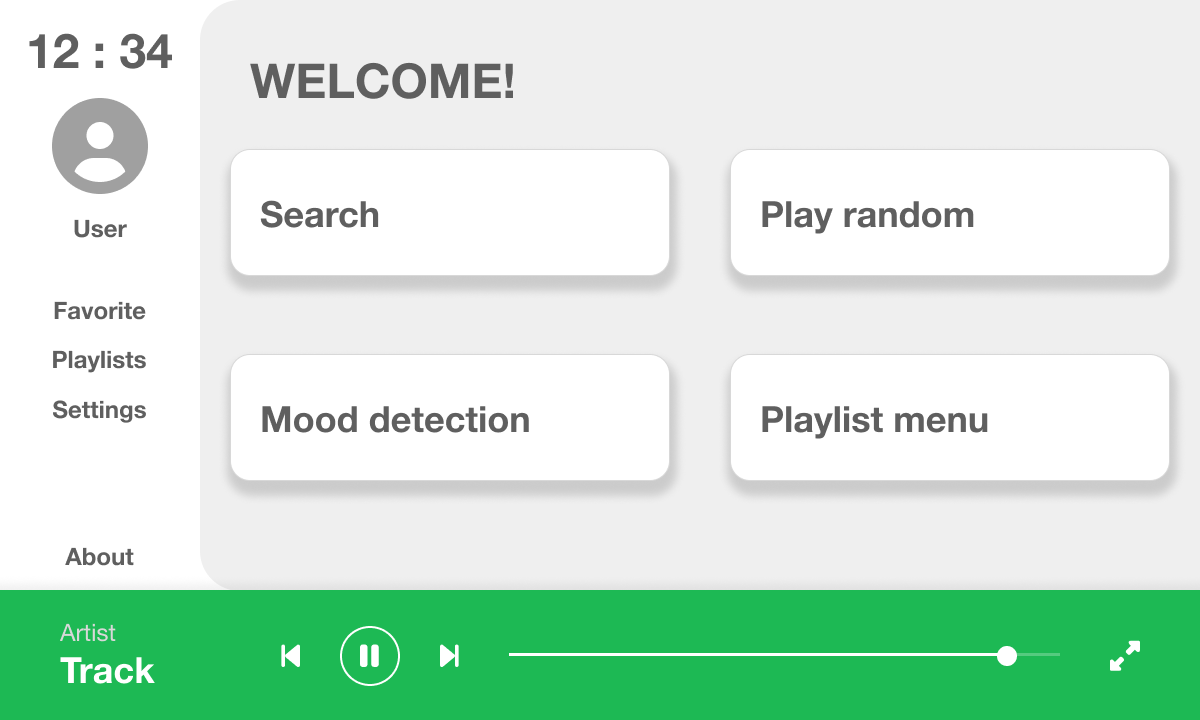 12 : 34
User
Favorite
Playlists
Settings
About
WELCOME!
Search
Play random
Mood detection
Playlist menu
Artist
Track